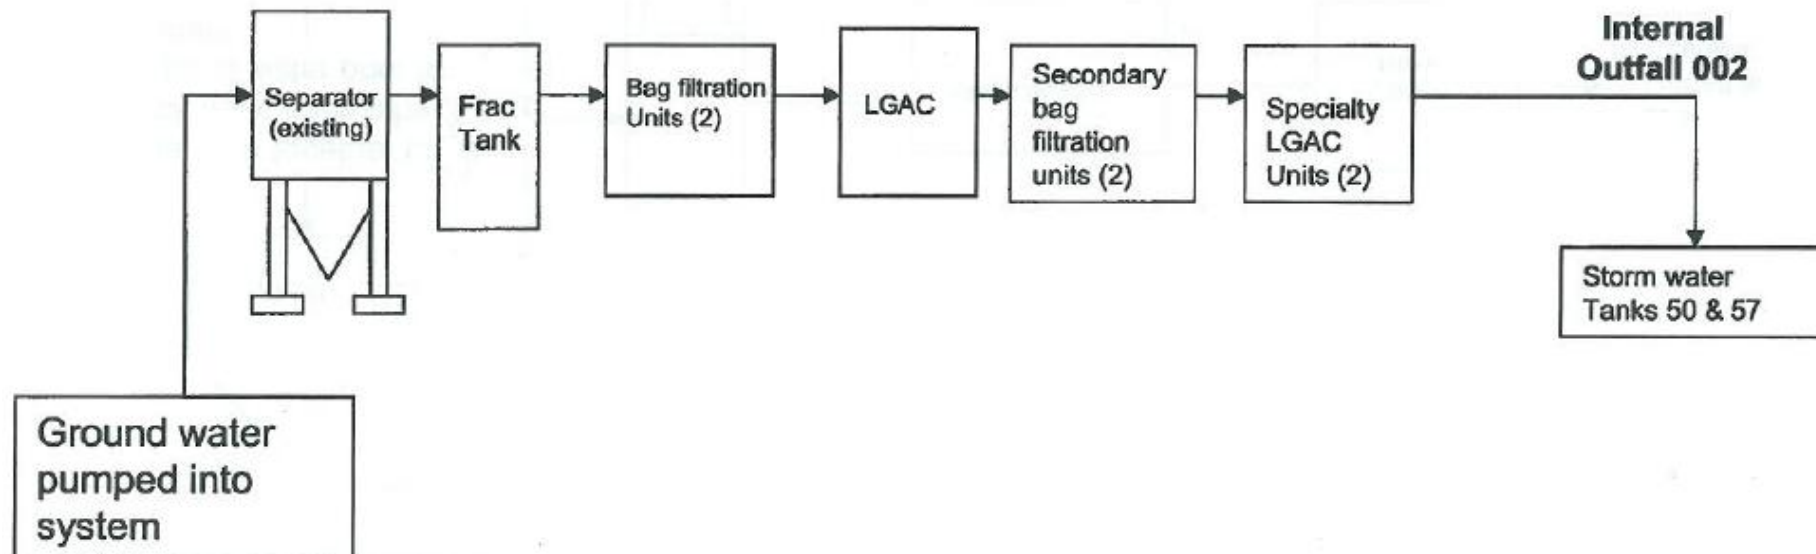 Internal
Outfall 002
Separator
(existing)
Frac
Tank
Bag filtration
Units (2)
LGAC
Secondary
bag
filtration
units (2)
Specialty
LGAC
Units (2)
Storm water
Tanks 50 & 57
Ground water
pumped into
system